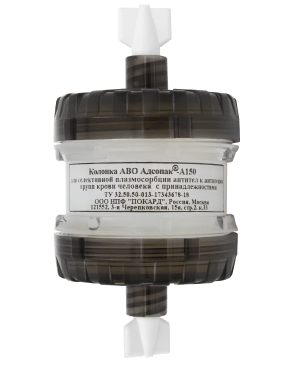 Колонка АВО Адсопак®-А150
для селективной плазмосорбции антител к антигенам
групп крови человека с принадлежностями
ТУ 32.50.50-013-17343678-18
ООО НПФ "ПОКАРД", Россия, Москва
121552, 3-я Черепковская, 15а, стр.2. к.33